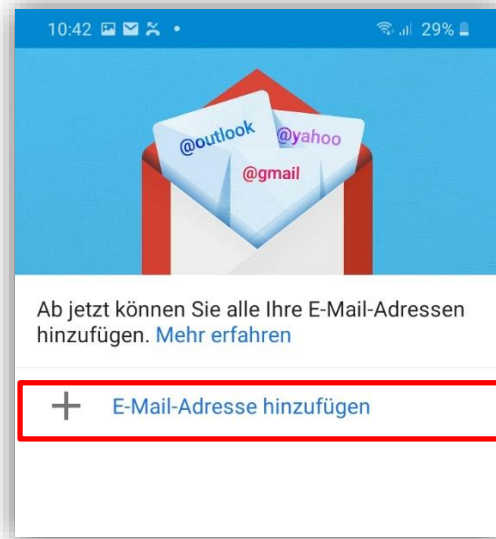 10:42 29%
@outlook @yahoo
@gmail
Ab jetzt können Sie alle Ihre E-Mail-Adressen
hinzufügen. Mehr erfahren
E-Mail-Adresse hinzufügen